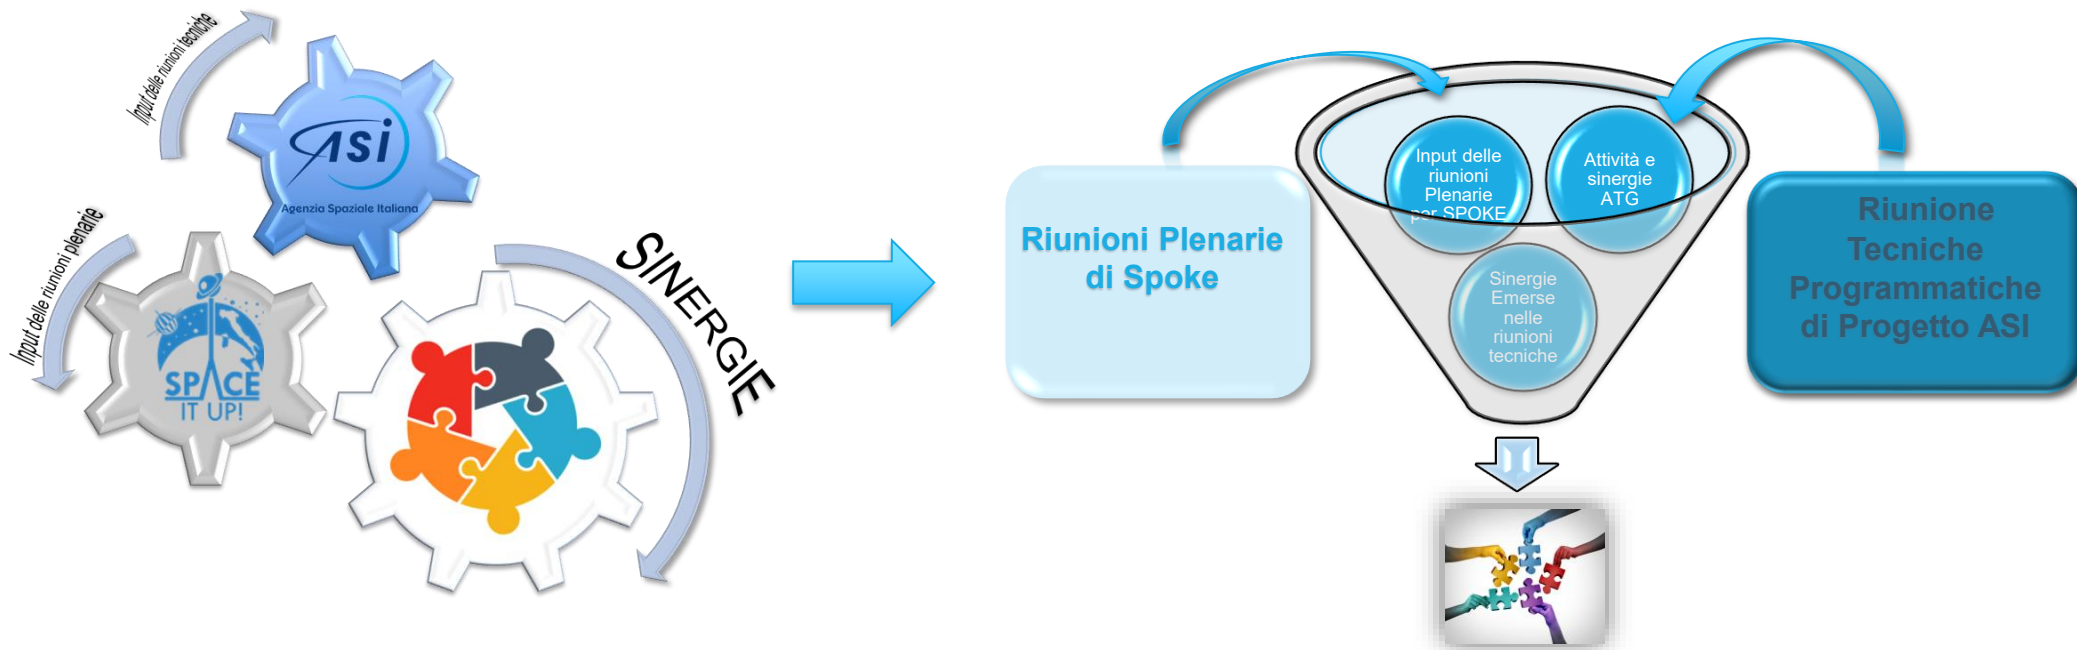 Input delle riunioni tecniche
ASI
Agenzia Spaziale Italiana
Input delle riunioni plenarie
SPACE
IT UP!
SINERGIE
Riunioni Plenarie
di Spoke
Input delle
riunioni
Plenarie
per SPOKE
Attività e
sinergie
ATG
Sinergie
Emerse
nelle
riunioni
tecniche
Riunione
Tecniche
Programmatiche
di Progetto ASI